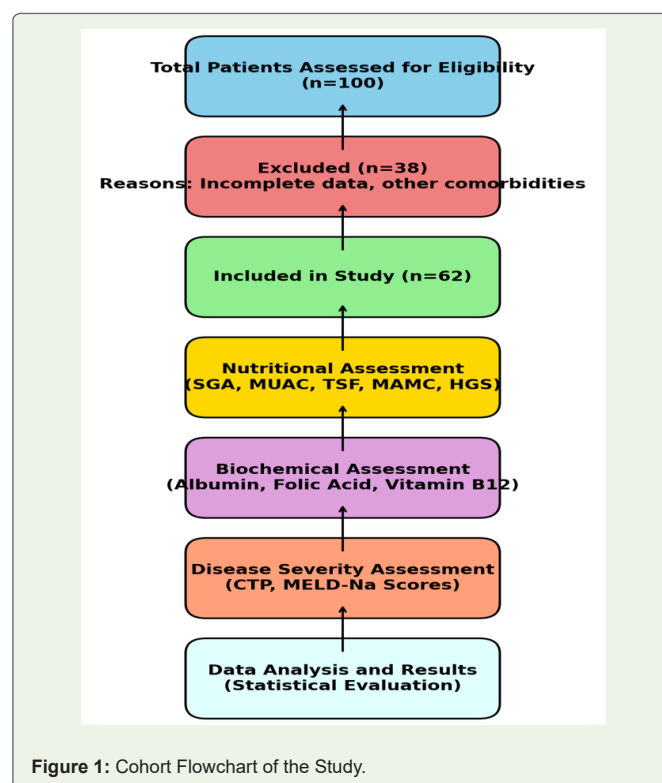 Total Patients Assessed for Eligibility
(n=100)
Excluded (n=38)
Reasons: Incomplete data, other comorbidities
Included in Study (n=62)
Nutritional Assessment
(SGA, MUAC, TSF, MAMC, HGS)
Biochemical Assessment
(Albumin, Folic Acid, Vitamin B12)
Disease Severity Assessment
(CTP, MELD-Na Scores)
Data Analysis and Results
(Statistical Evaluation)
Figure 1: Cohort Flowchart of the Study.